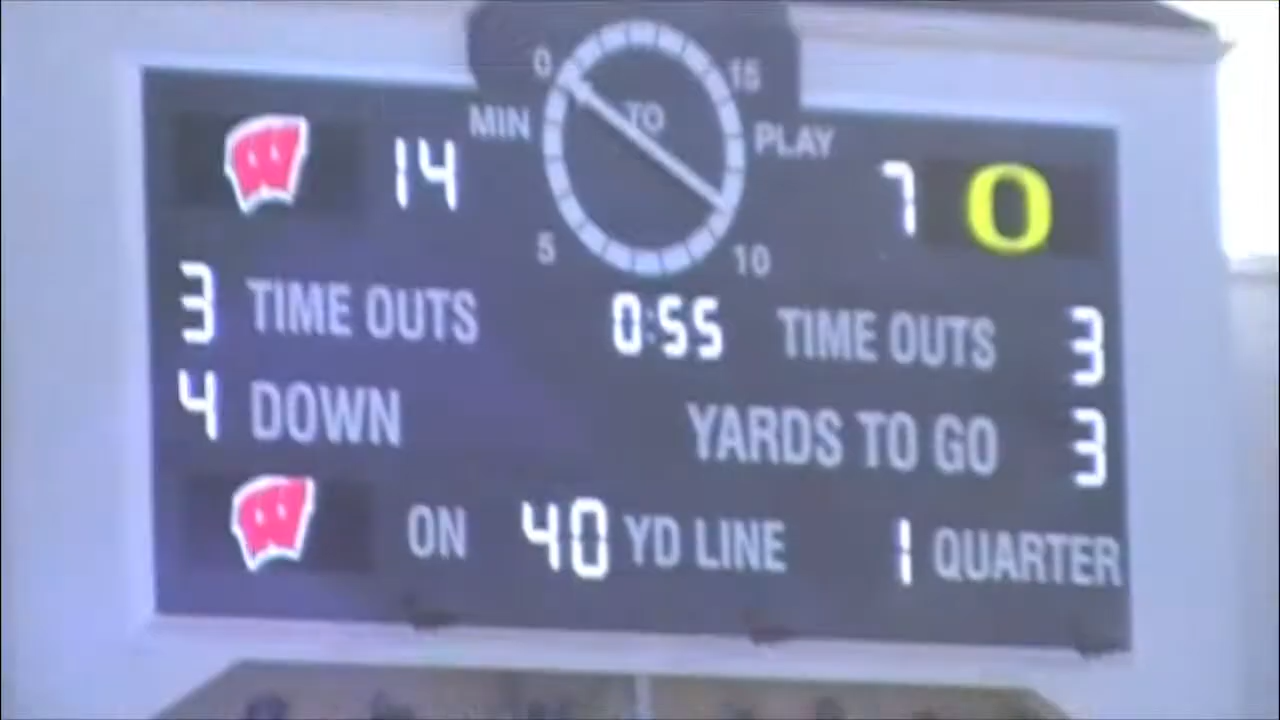 0 15
MIN TO PLAY
W 14 7 O
5 10
3 TIME OUTS 0:55 TIME OUTS 3
4 DOWN YARDS TO GO 3
W ON 40 YD LINE 1 QUARTER